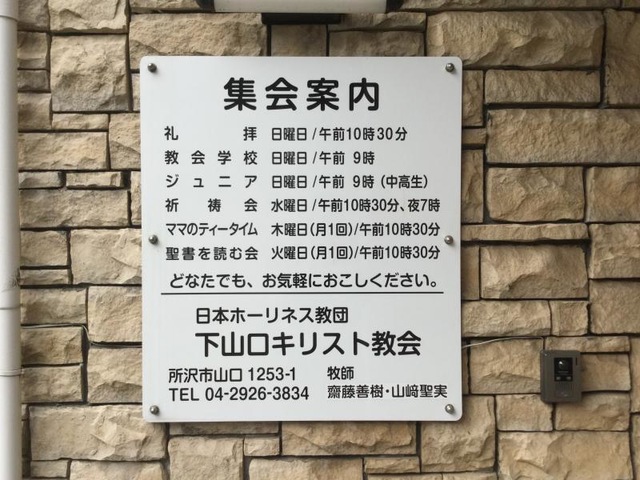 集会案内
礼拝 日曜日/午前10時30分
教会学校 日曜日/午前 9時
ジュニア 日曜日/午前 9時(中高生)
祈祷会 水曜日/午前10時30分、夜7時
ママのティータイム 木曜日(月1回)/午前10時30分
聖書を読む会 火曜日(月1回)/午前10時30分
どなたでも、お気軽におこしください。
日本ホーリネス教団
下山口キリスト教会
所沢市山口1253-1 牧師
TEL 04-2926-3834 齋藤善樹・山﨑聖実